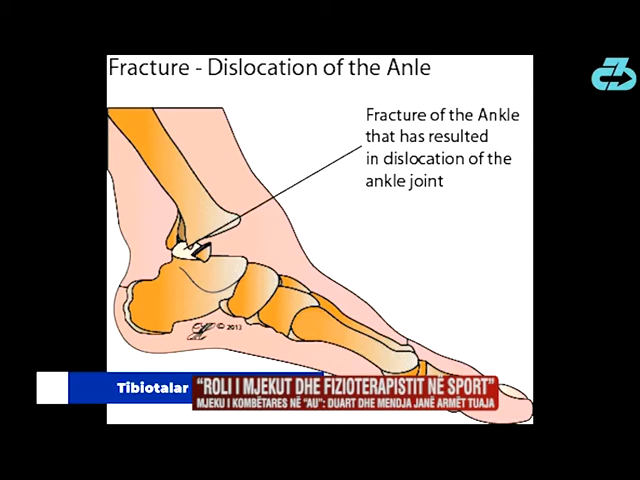 Fracture - Dislocation of the Anle
Fracture of the Ankle
that has resulted
in dislocation of the
ankle joint
© 2013
Tibiotalar
"ROLI I MJEKUT DHE FIZIOTERAPISTIT NË SPORT"
MJEKU I KOMBËTARES NË "AU": DUART DHE MENDJA JANË ARMËT TUAJA